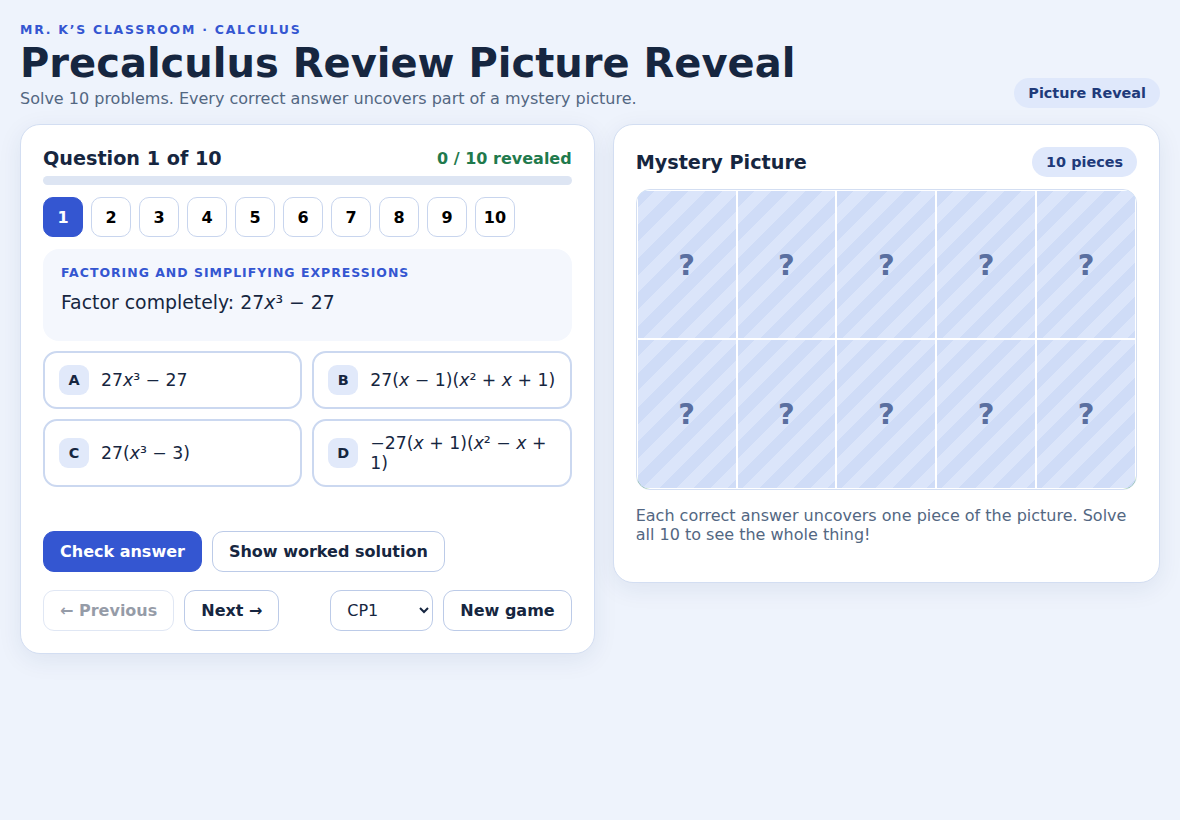 MR. K’S CLASSROOM · CALCULUS
Precalculus Review Picture Reveal
Solve 10 problems. Every correct answer uncovers part of a mystery picture.
Picture Reveal
Question 1 of 10
0 / 10 revealed
1 2 3 4 5 6 7 8 9 10
FACTORING AND SIMPLIFYING EXPRESSIONS
Factor completely: 27x³ − 27
A 27x³ − 27
B 27(x − 1)(x² + x + 1)
C 27(x³ − 3)
D −27(x + 1)(x² − x +
1)
Check answer
Show worked solution
← Previous
Next →
CP1
New game
Mystery Picture
10 pieces
? ? ? ? ?
? ? ? ? ?
Each correct answer uncovers one piece of the picture. Solve
all 10 to see the whole thing!